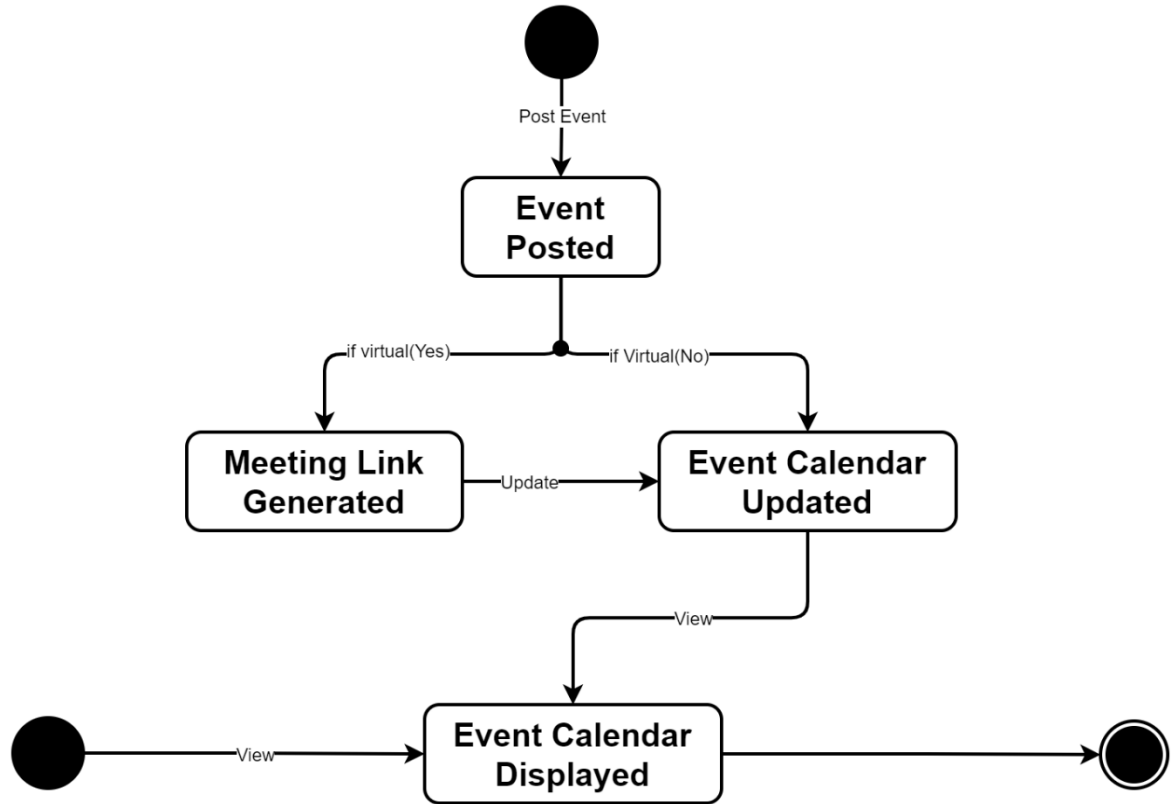 Post Event
Event
Posted
if virtual(Yes)
if Virtual(No)
Meeting Link
Generated
Update
Event Calendar
Updated
View
View
Event Calendar
Displayed